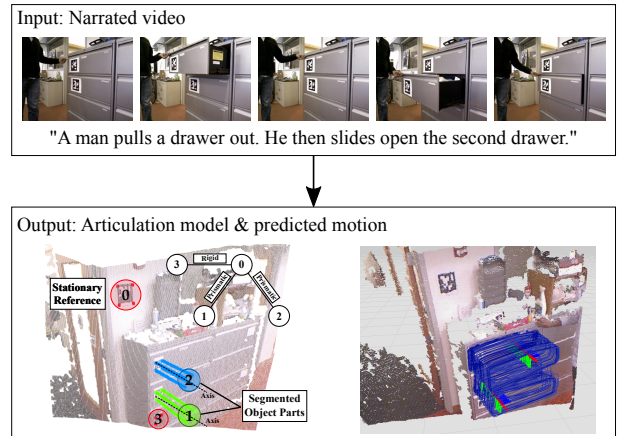 Input: Narrated video
"A man pulls a drawer out. He then slides open the second drawer."
Output: Articulation model & predicted motion
3
Rigid
0
Stationary
Reference
0
Prismatic
Prismatic
1
2
2
Axis
1
Axis
3
Segmented
Object Parts